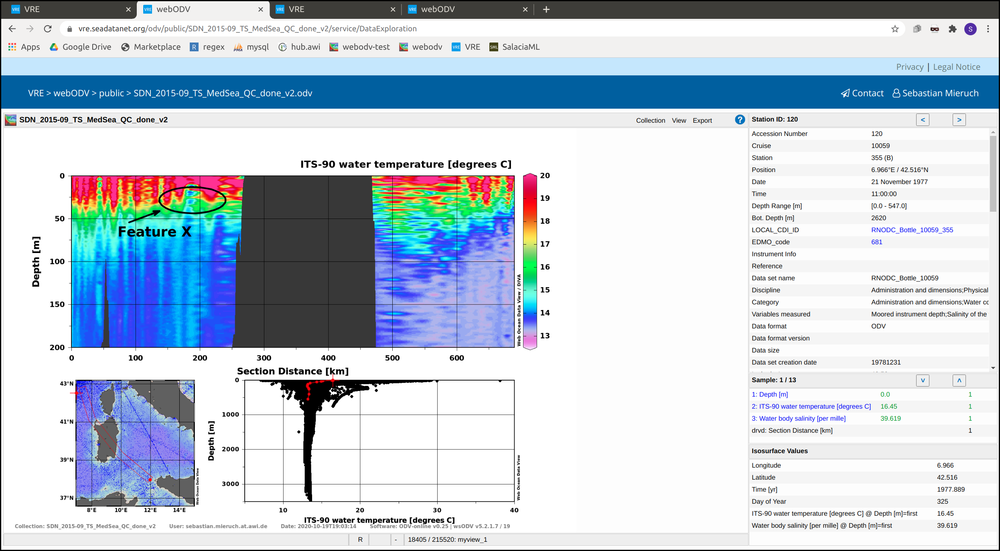 VRE
webODV
VRE
webODV
vre.seadatanet.org/odv/public/SDN_2015-09_TS_MedSea_QC_done_v2/service/DataExploration
S
Apps Google Drive Marketplace R regex PMA mysql hub.awi webodv-test webodv VRE VRE SML SalaciaML
Privacy | Legal Notice
VRE > webODV > public > SDN_2015-09_TS_MedSea_QC_done_v2.odv Contact Sebastian Mieruch
SDN_2015-09_TS_MedSea_QC_done_v2 Collection View Export ?
ITS-90 water temperature [degrees C]
0
50
100
150
200
Depth [m]
Feature X
0 100 200 300 400 500 600
Section Distance [km]
20
19
18
17
16
15
14
13
Web Ocean Data View / DIVA
43°N
41°N
39°N
37°N
8°E 10°E 12°E 14°E
Web Ocean Data View
0
1000
2000
3000
Depth [m]
10 20 30 40
ITS-90 water temperature [degrees C]
Web Ocean Data View
Collection: SDN_2015-09_TS_MedSea_QC_done_v2 User: sebastian.mieruch.at.awi.de Date: 2020-10-19T19:03:14 Software: ODV-online v0.25 | wsODV v5.2.1.7 / 19
R - 18405 / 215520: myview_1
Station ID: 120 < >
Accession Number 120
Cruise 10059
Station 355 (B)
Position 6.966°E / 42.516°N
Date 21 November 1977
Time 11:00:00
Depth Range [m] [0.0 - 547.0]
Bot. Depth [m] 2620
LOCAL_CDI_ID RNODC_Bottle_10059_355
EDMO_code 681
Instrument Info
Reference
Data set name RNODC_Bottle_10059
Discipline Administration and dimensions;Physical
Category Administration and dimensions;Water co
Variables measured Moored instrument depth;Salinity of the
Data format ODV
Data format version
Data size
Data set creation date 19781231
Sample: 1 / 13 v ^
1: Depth [m] 0.0 1
2: ITS-90 water temperature [degrees C] 16.45 1
3: Water body salinity [per mille] 39.619 1
drvd: Section Distance [km] 1
Isosurface Values
Longitude 6.966
Latitude 42.516
Time [yr] 1977.889
Day of Year 325
ITS-90 water temperature [degrees C] @ Depth [m]=first 16.45
Water body salinity [per mille] @ Depth [m]=first 39.619